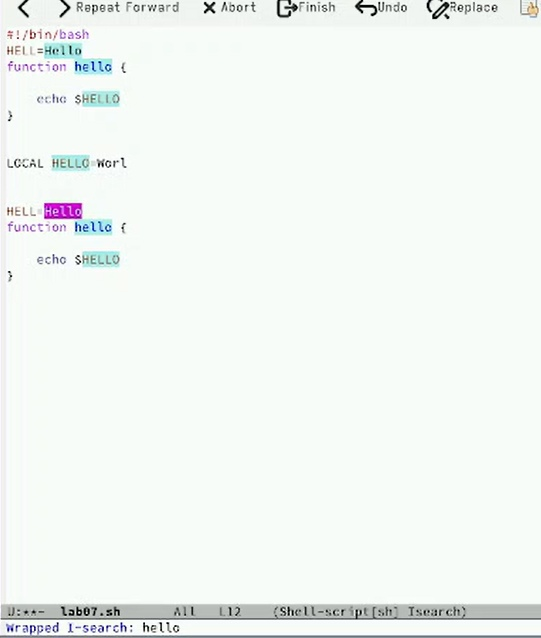 Repeat Forward Abort Finish Undo Replace
#!/bin/bash
HELL=Hello
function hello {
echo $HELLO
}
LOCAL HELLO=Worl
HELL=Hello
function hello {
echo $HELLO
}
U:**- lab07.sh All L12 (Shell-script[sh] Isearch)
Wrapped I-search: hello